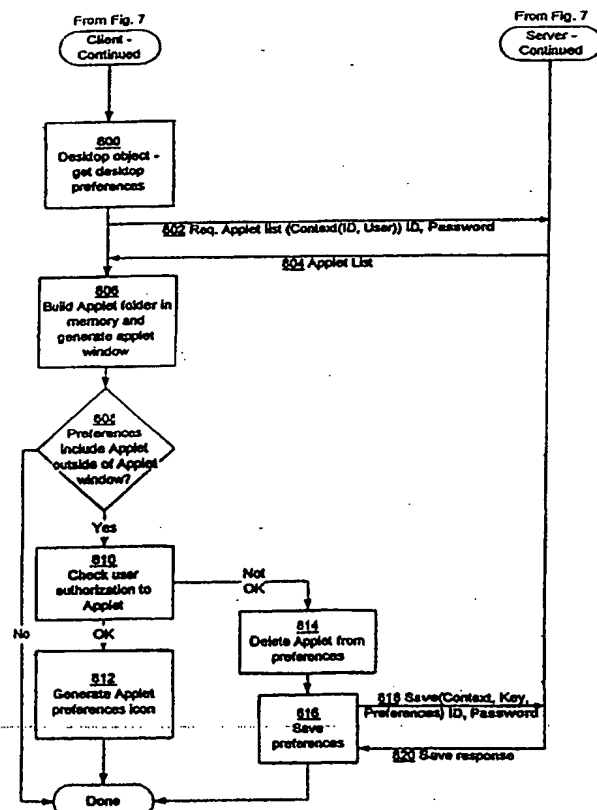 From Fig. 7
Client -
Continued
From Fig. 7
Server -
Continued
800
Desktop object -
get desktop
preferences
802 Req. Applet list (Context(ID, User)) ID, Password
804 Applet List
806
Build Applet folder in
memory and
generate applet
window
808
Preferences
include Applet
outside of Applet
window?
Yes
810
Check user
authorization to
Applet
Not
OK
No
OK
814
Delete Applet from
preferences
812
Generate Applet
preferences icon
816
Save
preferences
818 Save(Context, Key,
Preferences) ID, Password
820 Save response
Done